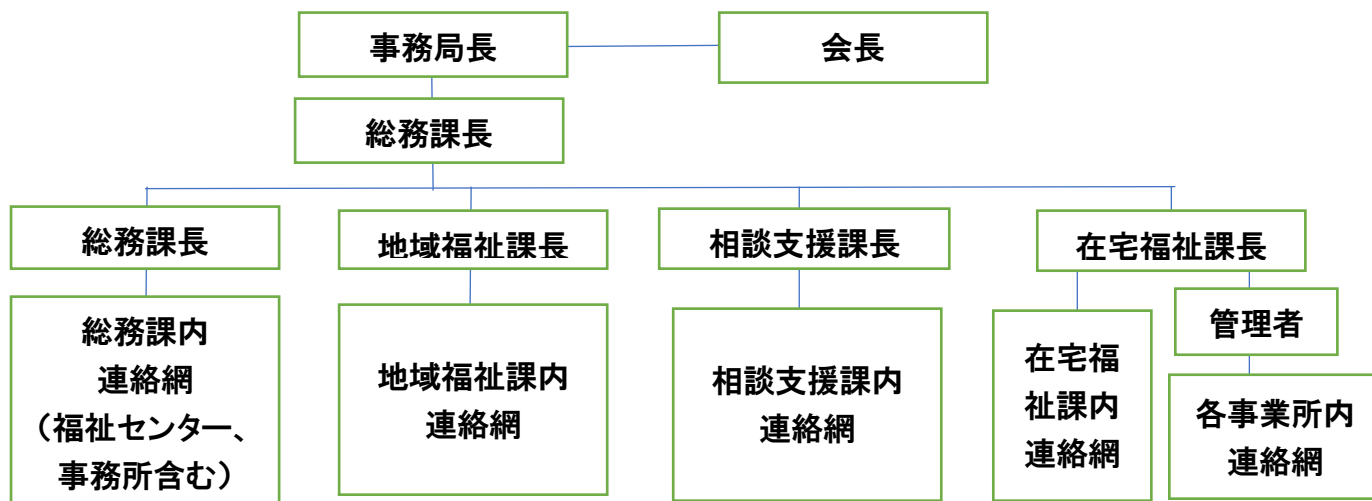 事務局長
会長
総務課長
総務課長
地域福祉課長
相談支援課長
在宅福祉課長
総務課内
連絡網
（福祉センター、
事務所含む）
地域福祉課内
連絡網
相談支援課内
連絡網
在宅福
祉課内
連絡網
管理者
各事業所内
連絡網